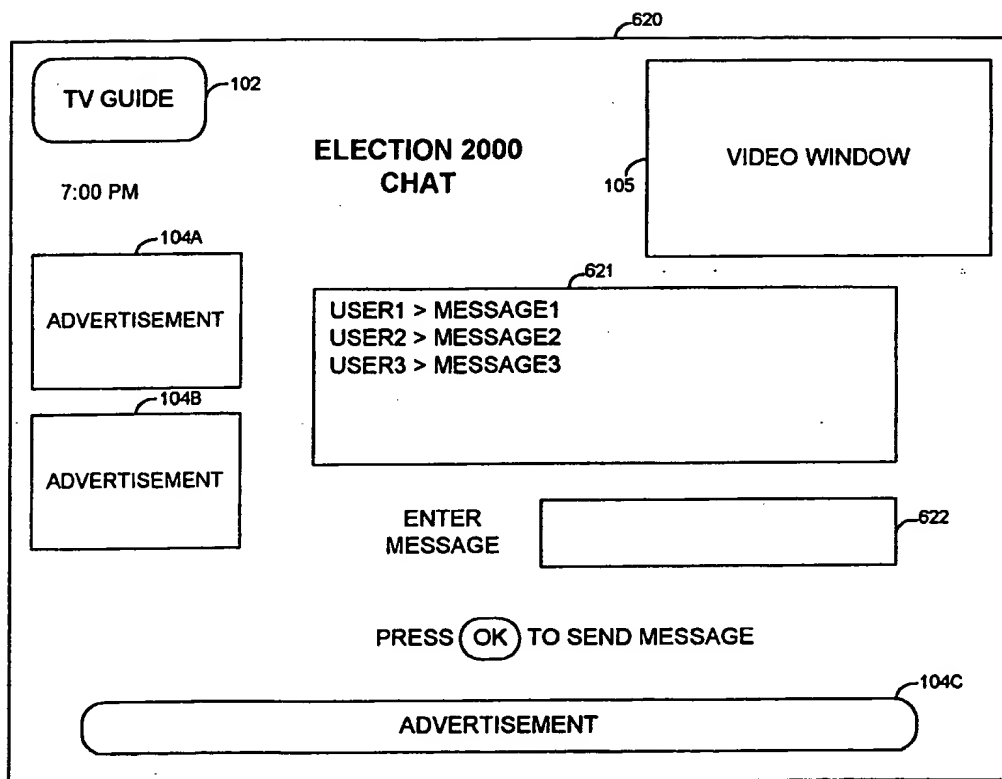 620
TV GUIDE
102
ELECTION 2000
CHAT
VIDEO WINDOW
105
7:00 PM
104A
ADVERTISEMENT
621
USER1 > MESSAGE1
USER2 > MESSAGE2
USER3 > MESSAGE3
104B
ADVERTISEMENT
ENTER
MESSAGE
622
PRESS OK TO SEND MESSAGE
104C
ADVERTISEMENT